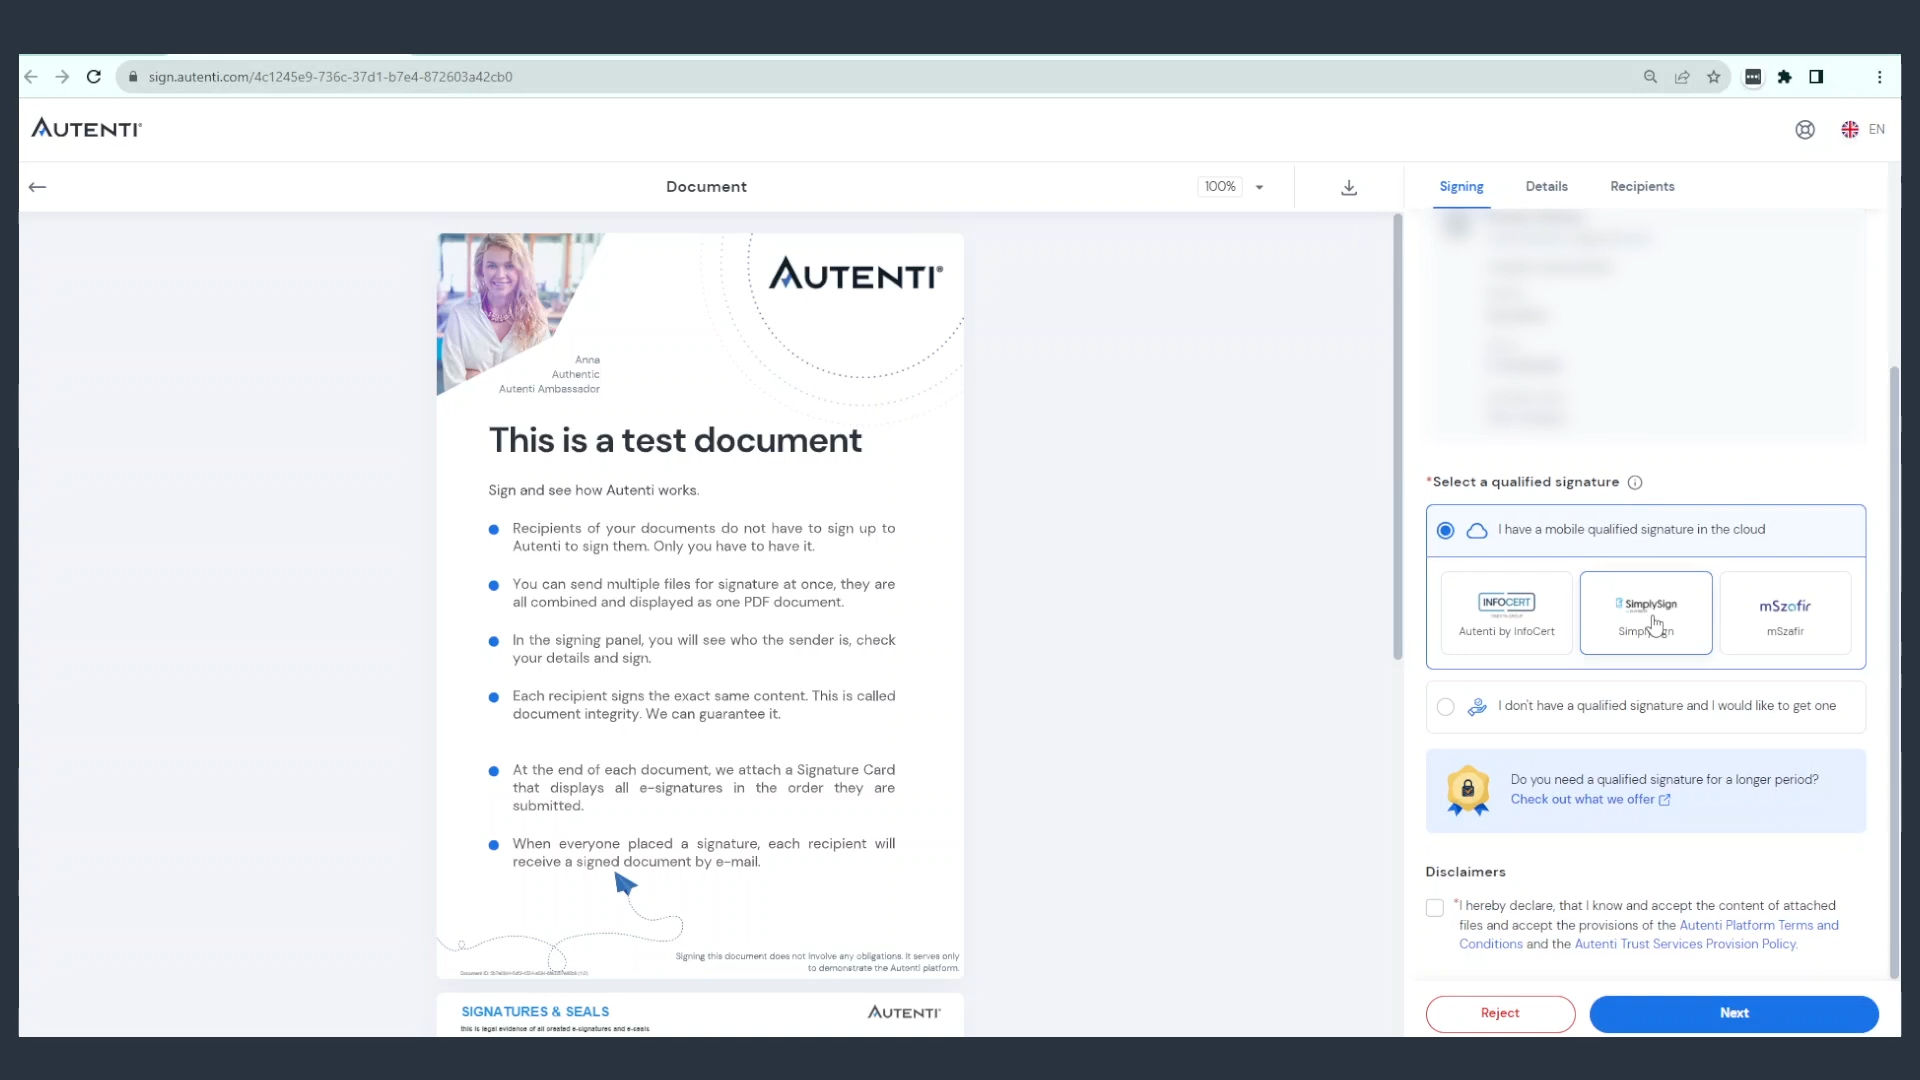 sign.autenti.com/4c1245e9-736c-37d1-b7e4-872603a42cb0
AUTENTI
EN
Document
100%
Signing
Details
Recipients
AUTENTI
Anna
Authentic
Autenti Ambassador
This is a test document
Sign and see how Autenti works.
Recipients of your documents do not have to sign up to
Autenti to sign them. Only you have to have it.
You can send multiple files for signature at once, they are
all combined and displayed as one PDF document.
In the signing panel, you will see who the sender is, check
your details and sign.
Each recipient signs the exact same content. This is called
document integrity. We can guarantee it.
At the end of each document, we attach a Signature Card
that displays all e-signatures in the order they are
submitted.
When everyone placed a signature, each recipient will
receive a signed document by e-mail.
Signing this document does not involve any obligations. It serves only
to demonstrate the Autenti platform.
SIGNATURES & SEALS
AUTENTI
this is legal evidence of all created e-signatures and e-seals
*Select a qualified signature
I have a mobile qualified signature in the cloud
INFOCERT
Autenti by InfoCert
SimplySign
mSzafir
mSzafir
I don't have a qualified signature and I would like to get one
Do you need a qualified signature for a longer period?
Check out what we offer
Disclaimers
*I hereby declare, that I know and accept the content of attached
files and accept the provisions of the Autenti Platform Terms and
Conditions and the Autenti Trust Services Provision Policy.
Reject
Next